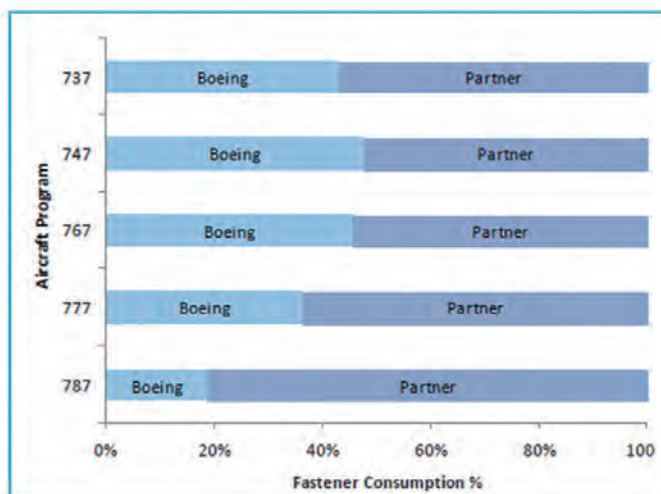 737
Boeing
Partner
747
Boeing
Partner
767
Boeing
Partner
777
Boeing
Partner
787
Boeing
Partner
Aircraft Program
0%
20%
40%
60%
80%
100
Fastener Consumption %